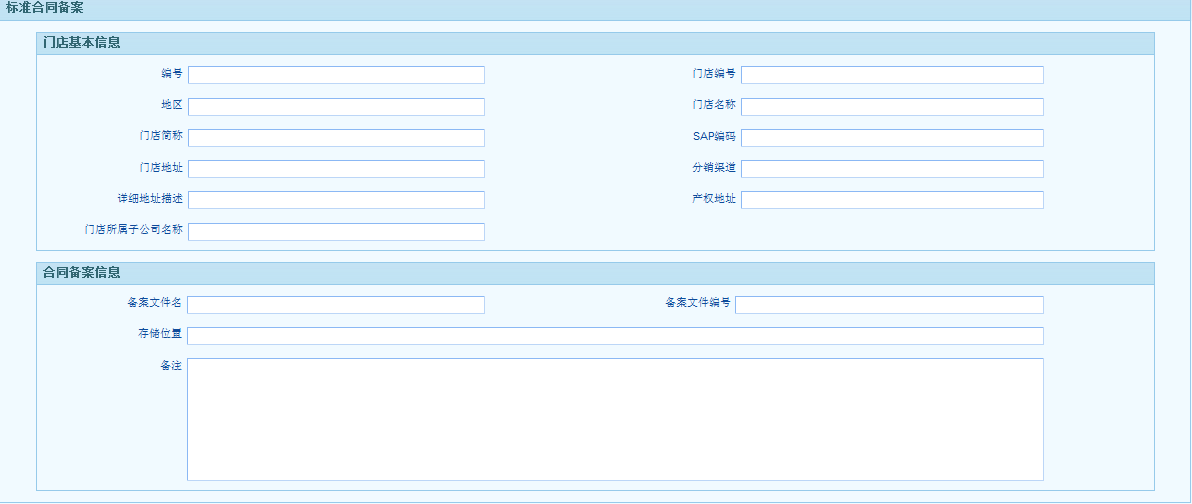 标准合同备案
门店基本信息
编号 门店编号
地区 门店名称
门店简称 SAP编码
门店地址 分销渠道
详细地址描述 产权地址
门店所属子公司名称
合同备案信息
备案文件名 备案文件编号
存储位置
备注